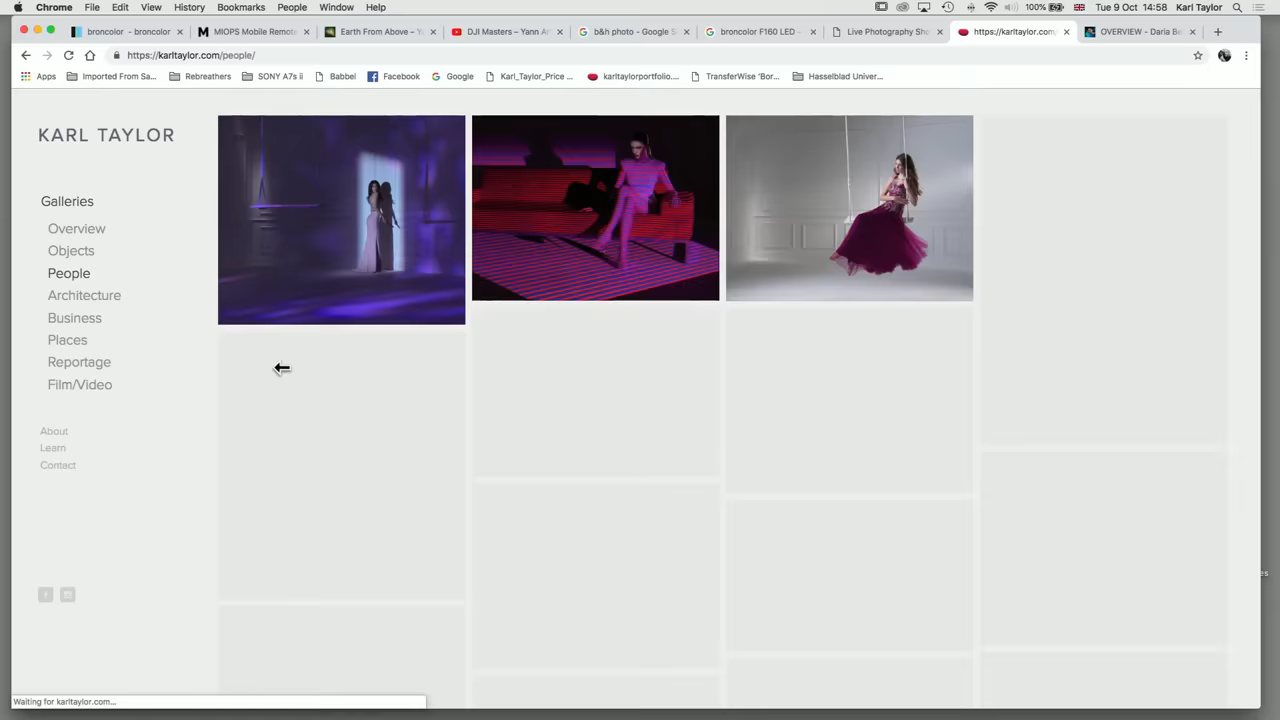 Chrome File Edit View History Bookmarks People Window Help 100% Tue 9 Oct 14:58 Karl Taylor
broncolor - broncolor MIOPS Mobile Remote Earth From Above – Y DJI Masters – Yann A b&h photo - Google S broncolor F160 LED - Live Photography Sho https://karltaylor.com OVERVIEW - Daria Be
https://karltaylor.com/people/
Apps Imported From Sa... Rebreathers SONY A7s ii Babbel Facebook Google Karl_Taylor_Price ... karltaylorportfolio.... TransferWise 'Bor... Hasselblad Univer...
KARL TAYLOR
Galleries
Overview
Objects
People
Architecture
Business
Places
Reportage
Film/Video
About
Learn
Contact
es
Waiting for karltaylor.com...